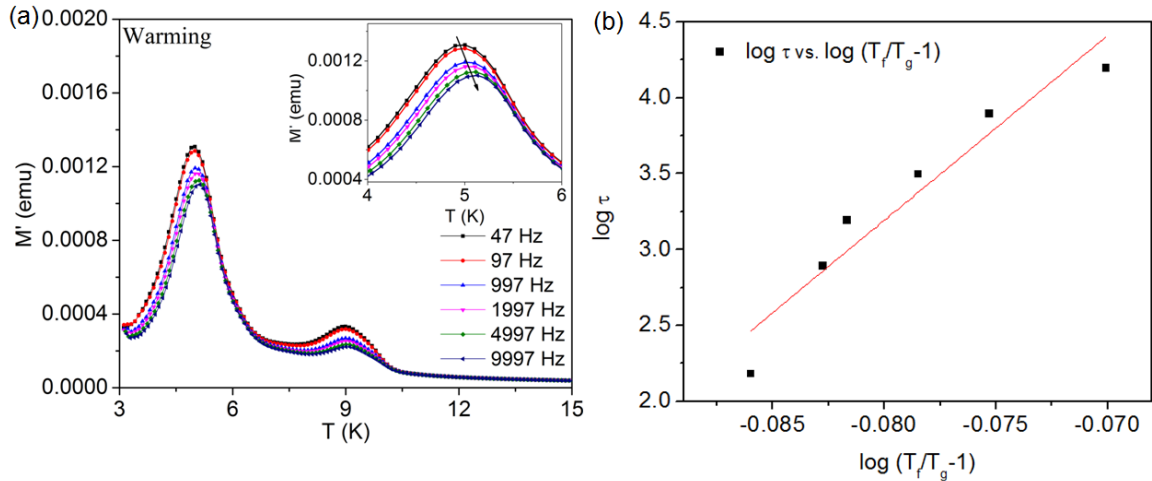 (a)
Warming
M' (emu)
0.0020
0.0016
0.0012
0.0008
0.0004
0.0000
3
6
9
12
15
T (K)
M' (emu)
0.0012
0.0008
0.0004
4
5
6
T (K)
47 Hz
97 Hz
997 Hz
1997 Hz
4997 Hz
9997 Hz
(b)
log τ vs. log (Tf/Tg-1)
log τ
4.5
4.0
3.5
3.0
2.5
2.0
-0.085
-0.080
-0.075
-0.070
log (Tf/Tg-1)